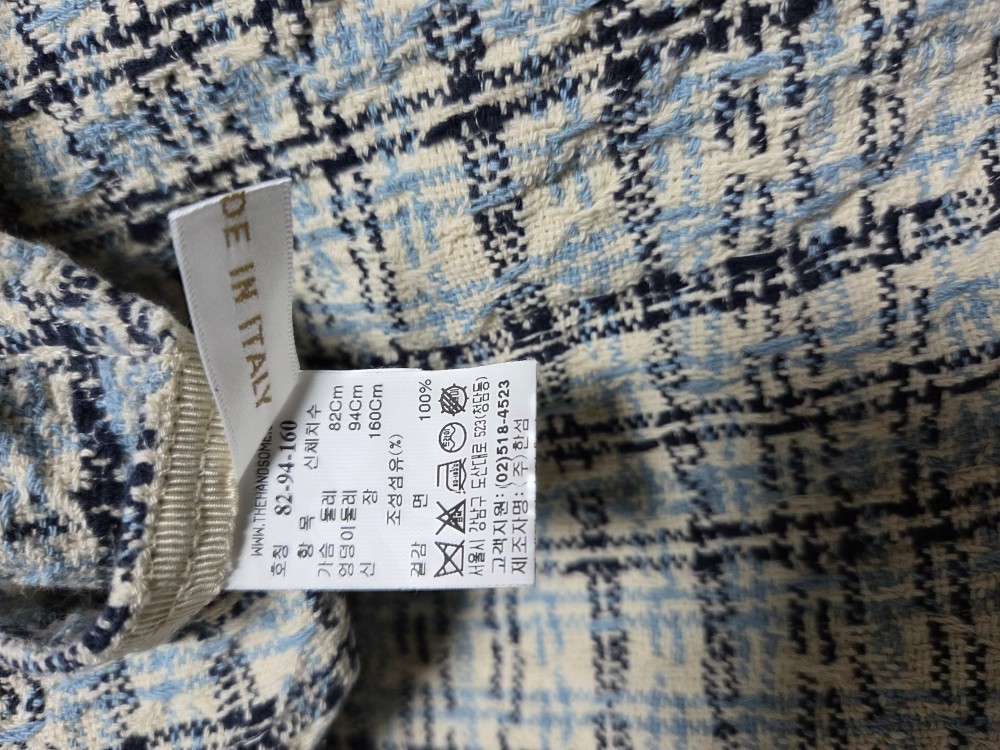 DE IN ITALY
WWW.THEHANDSOME.
호칭 82-94-160
항 목 신체치수
가슴 둘레 82Cm
엉덩이둘레 94Cm
신 장 160Cm
조성섬유(%)
겉감 면 100%
서울시 강남구 도산대로 523(청담동)
고객지원: (02)518-4523
제조자명: (주)한섬